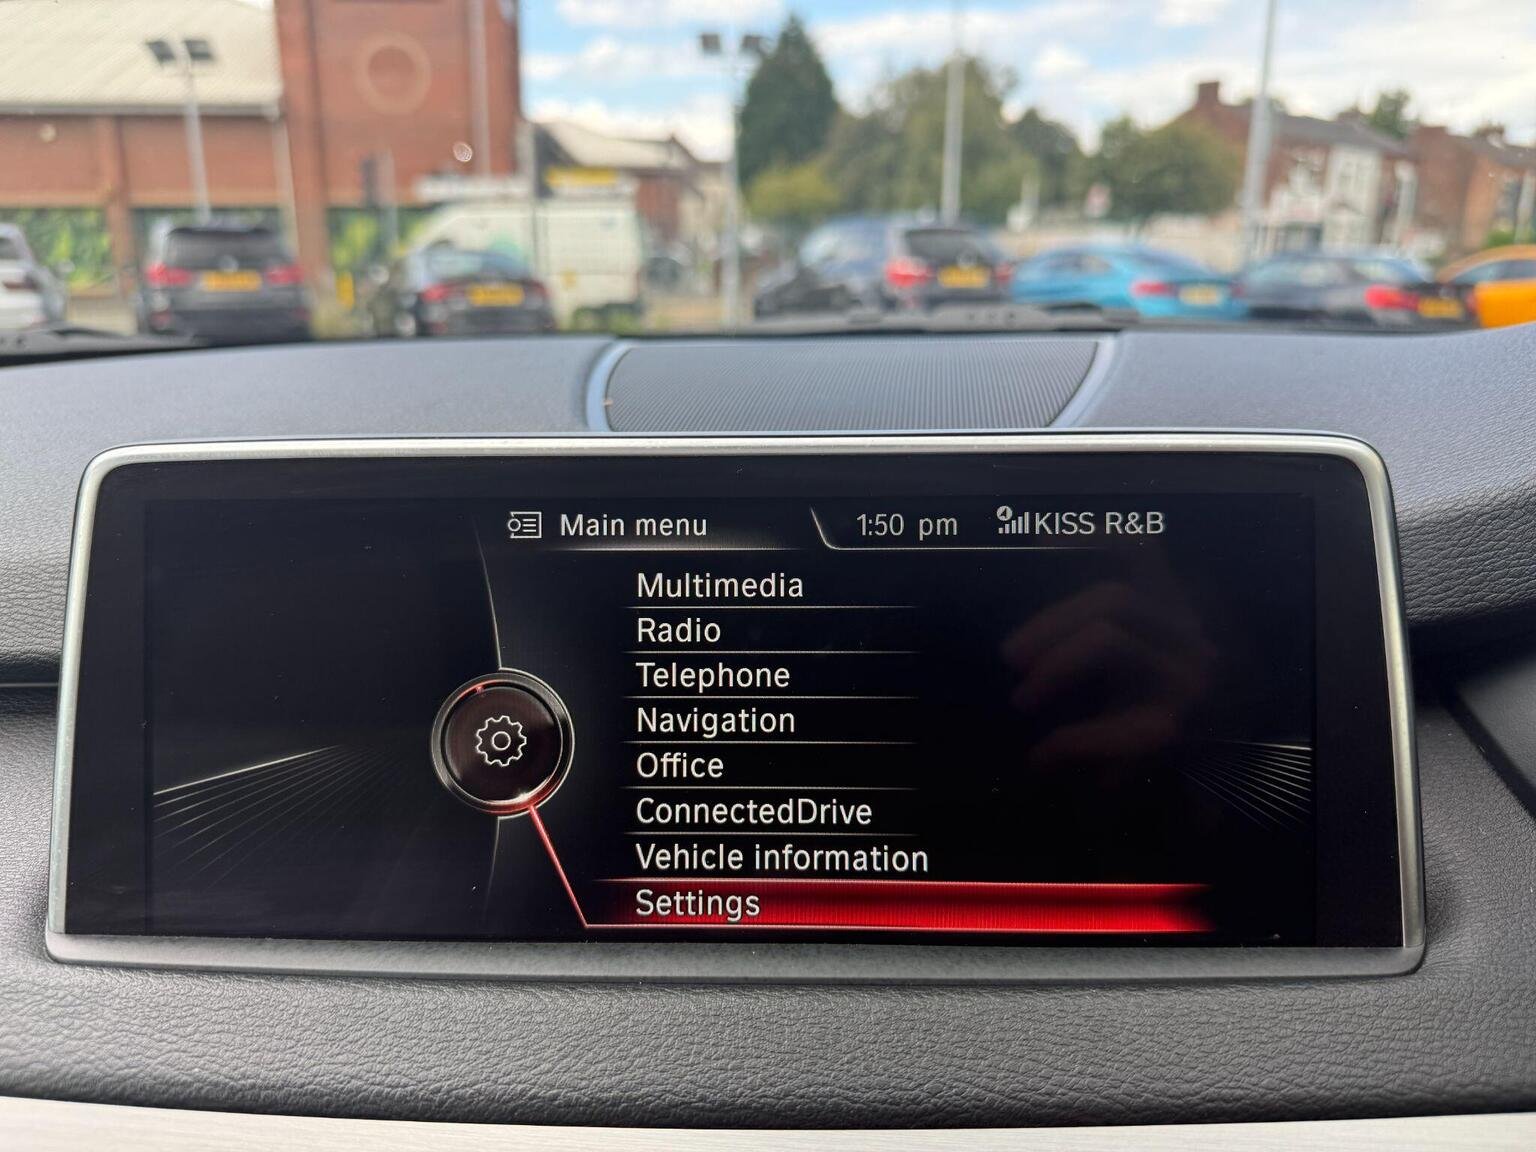 Main menu
1:50 pm
KISS R&B
Multimedia
Radio
Telephone
Navigation
Office
ConnectedDrive
Vehicle information
Settings